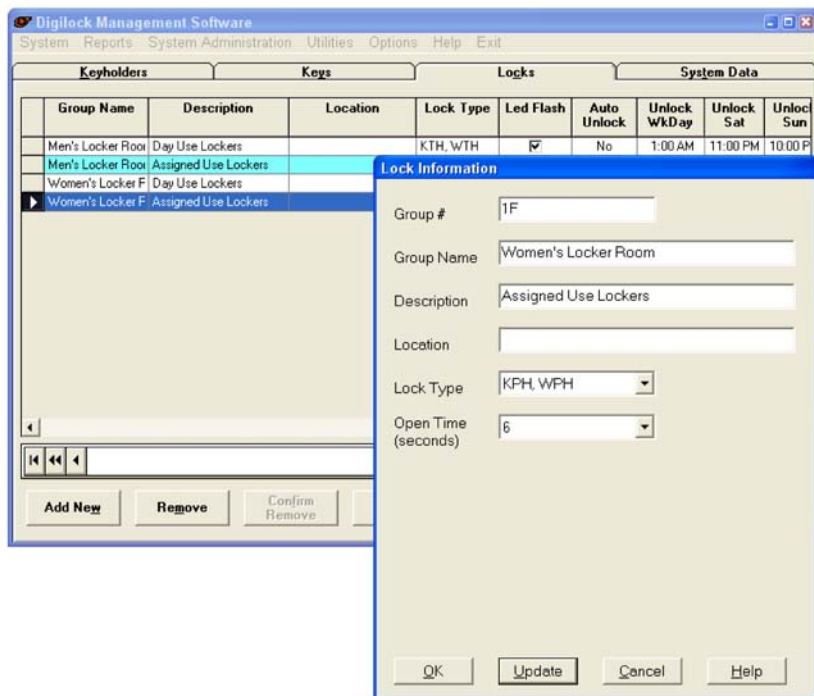 Digilock Management Software
System Reports System Administration Utilities Options Help Exit
Keyholders Keys Locks System Data
Group Name Description Location Lock Type Led Flash Auto Unlock Unlock WkDay Unlock Sat Unlock Sun
Men's Locker Roo Day Use Lockers KTH, WTH No 1:00 AM 11:00 PM 10:00 P
Men's Locker Roo Assigned Use Lockers
Women's Locker F Day Use Lockers
Women's Locker F Assigned Use Lockers
Lock Information
Group # 1F
Group Name Women's Locker Room
Description Assigned Use Lockers
Location
Lock Type KPH, WPH
Open Time (seconds) 6
Add New Remove Confirm Remove
OK Update Cancel Help